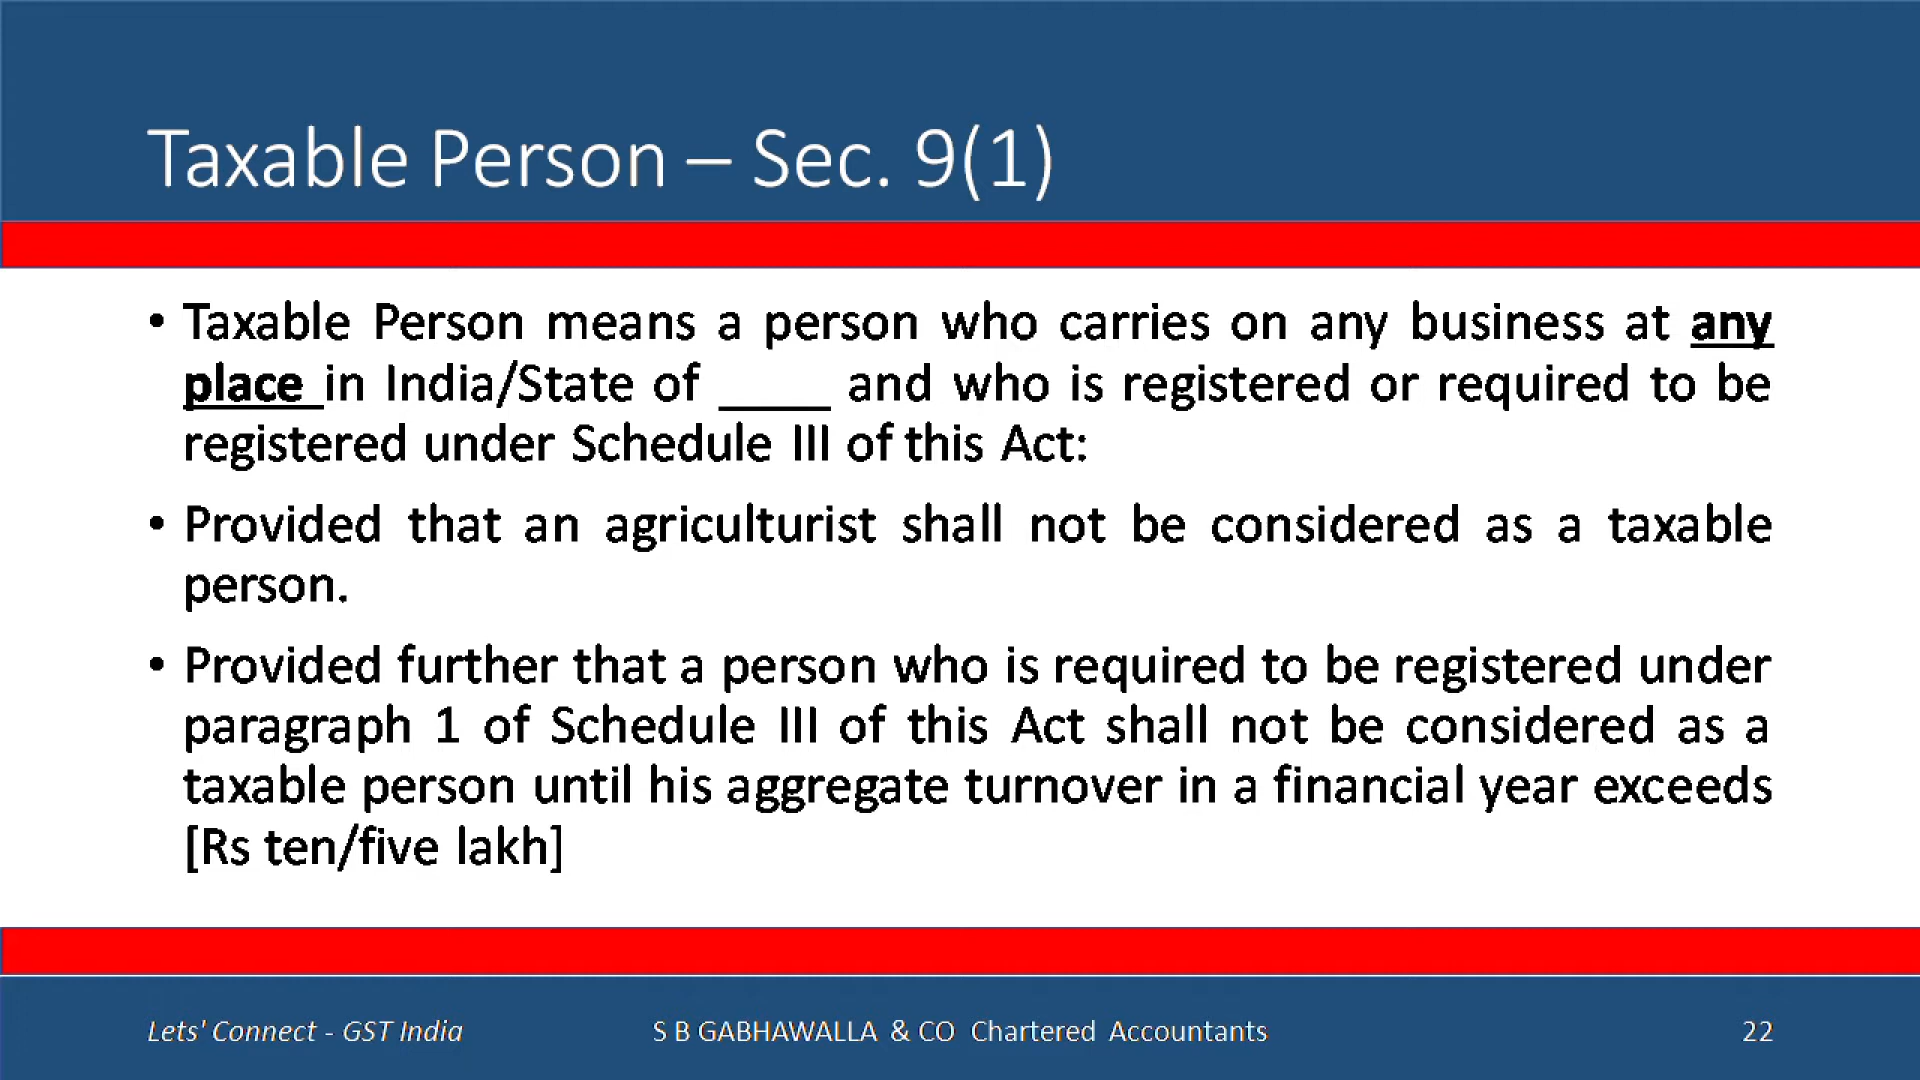 Taxable Person – Sec. 9(1)
• Taxable Person means a person who carries on any business at any
place in India/State of ____ and who is registered or required to be
registered under Schedule III of this Act:
• Provided that an agriculturist shall not be considered as a taxable
person.
• Provided further that a person who is required to be registered under
paragraph 1 of Schedule III of this Act shall not be considered as a
taxable person until his aggregate turnover in a financial year exceeds
[Rs ten/five lakh]
Lets' Connect - GST India
S B GABHAWALLA & CO Chartered Accountants
22